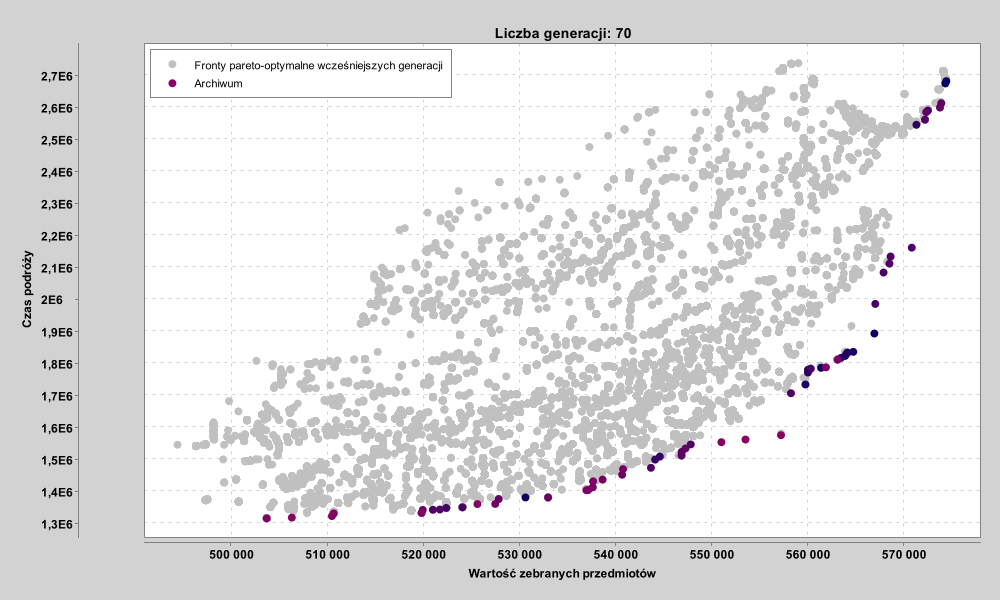 Liczba generacji: 70
Fronty pareto-optymalne wcześniejszych generacji
Archiwum
2,7E6
2,6E6
2,5E6
2,4E6
2,3E6
2,2E6
2,1E6
2E6
1,9E6
1,8E6
1,7E6
1,6E6
1,5E6
1,4E6
1,3E6
Czas podróży
500 000 510 000 520 000 530 000 540 000 550 000 560 000 570 000
Wartość zebranych przedmiotów